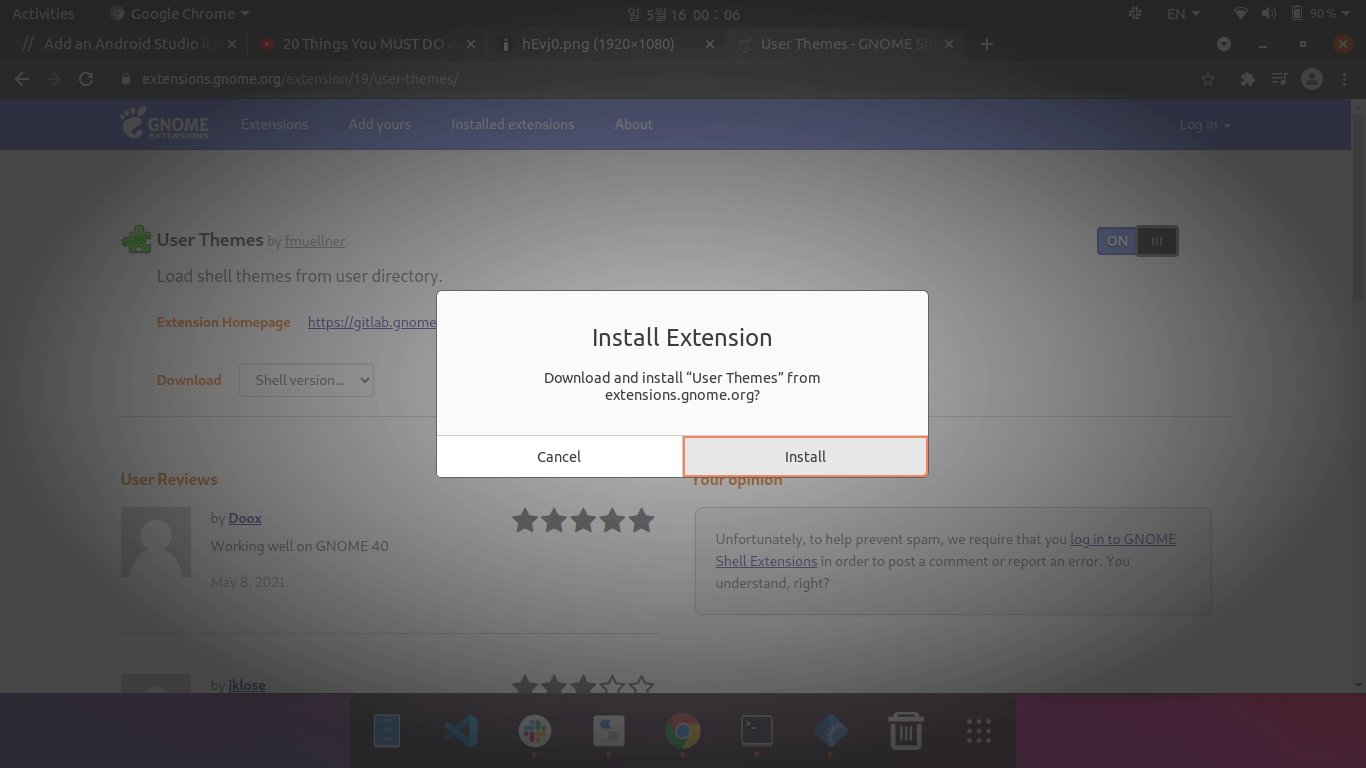 Activities
Google Chrome
일 5월 16 00 : 06
EN
90 %
Add an Android Studio ic
20 Things You MUST DO A
hEvj0.png (1920×1080)
User Themes - GNOME Sh
extensions.gnome.org/extension/19/user-themes/
GNOME
EXTENSIONS
Extensions
Add yours
Installed extensions
About
Log in
User Themes by fmuellner
ON
III
Load shell themes from user directory.
Extension Homepage
https://gitlab.gnome
Download
Shell version...
Install Extension
Download and install “User Themes” from
extensions.gnome.org?
Cancel
Install
User Reviews
Your opinion
by Doox
Working well on GNOME 40
May 8, 2021
Unfortunately, to help prevent spam, we require that you log in to GNOME
Shell Extensions in order to post a comment or report an error. You
understand, right?
by jklose